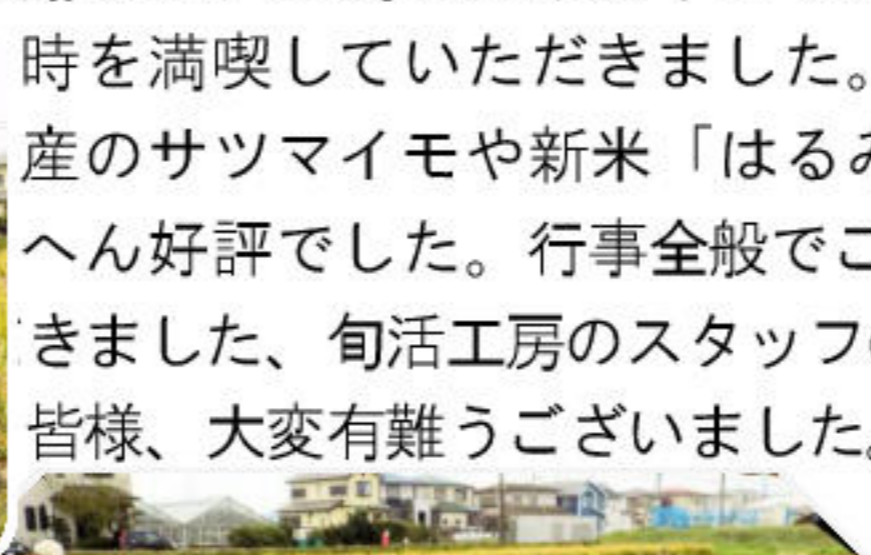 時を満喫していただきました。
産のサツマイモや新米「はるみ
へん好評でした。行事全般でこ
きました、旬活工房のスタッフの
皆様、大変有難うございました。